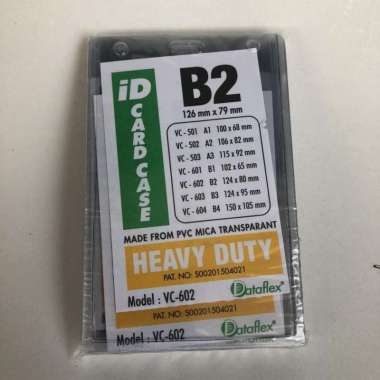 iD
CARD CASE
B2
126 mm x 79 mm
VC - 501 A1 100 x 68 mm
VC - 502 A2 106 x 82 mm
VC - 503 A3 115 x 92 mm
VC - 601 B1 102 x 65 mm
VC - 602 B2 124 x 80 mm
VC - 603 B3 124 x 95 mm
VC - 604 B4 150 x 105 mm
MADE FROM PVC MICA TRANSPARANT
HEAVY DUTY
PAT. NO: S00201504021
Model : VC-602
Dataflex®
PAT. NO: S00201504021
: VC-602
Dataflex®